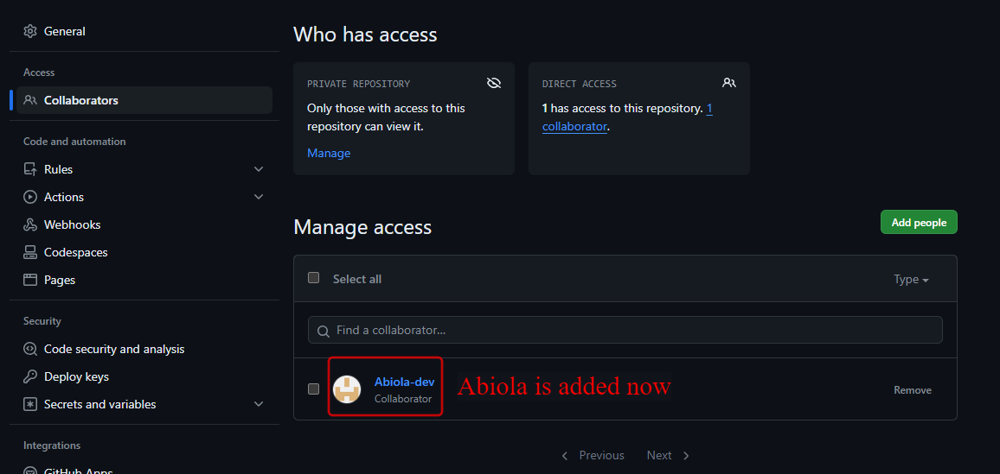 General
Access
Collaborators
Code and automation
Rules
Actions
Webhooks
Codespaces
Pages
Security
Code security and analysis
Deploy keys
Secrets and variables
Integrations
GitHub Apps
Who has access
PRIVATE REPOSITORY
Only those with access to this
repository can view it.
Manage
DIRECT ACCESS
1 has access to this repository. 1
collaborator.
Manage access
Add people
Select all
Type
Find a collaborator...
Abiola-dev
Collaborator
Abiola is added now
Remove
Previous
Next